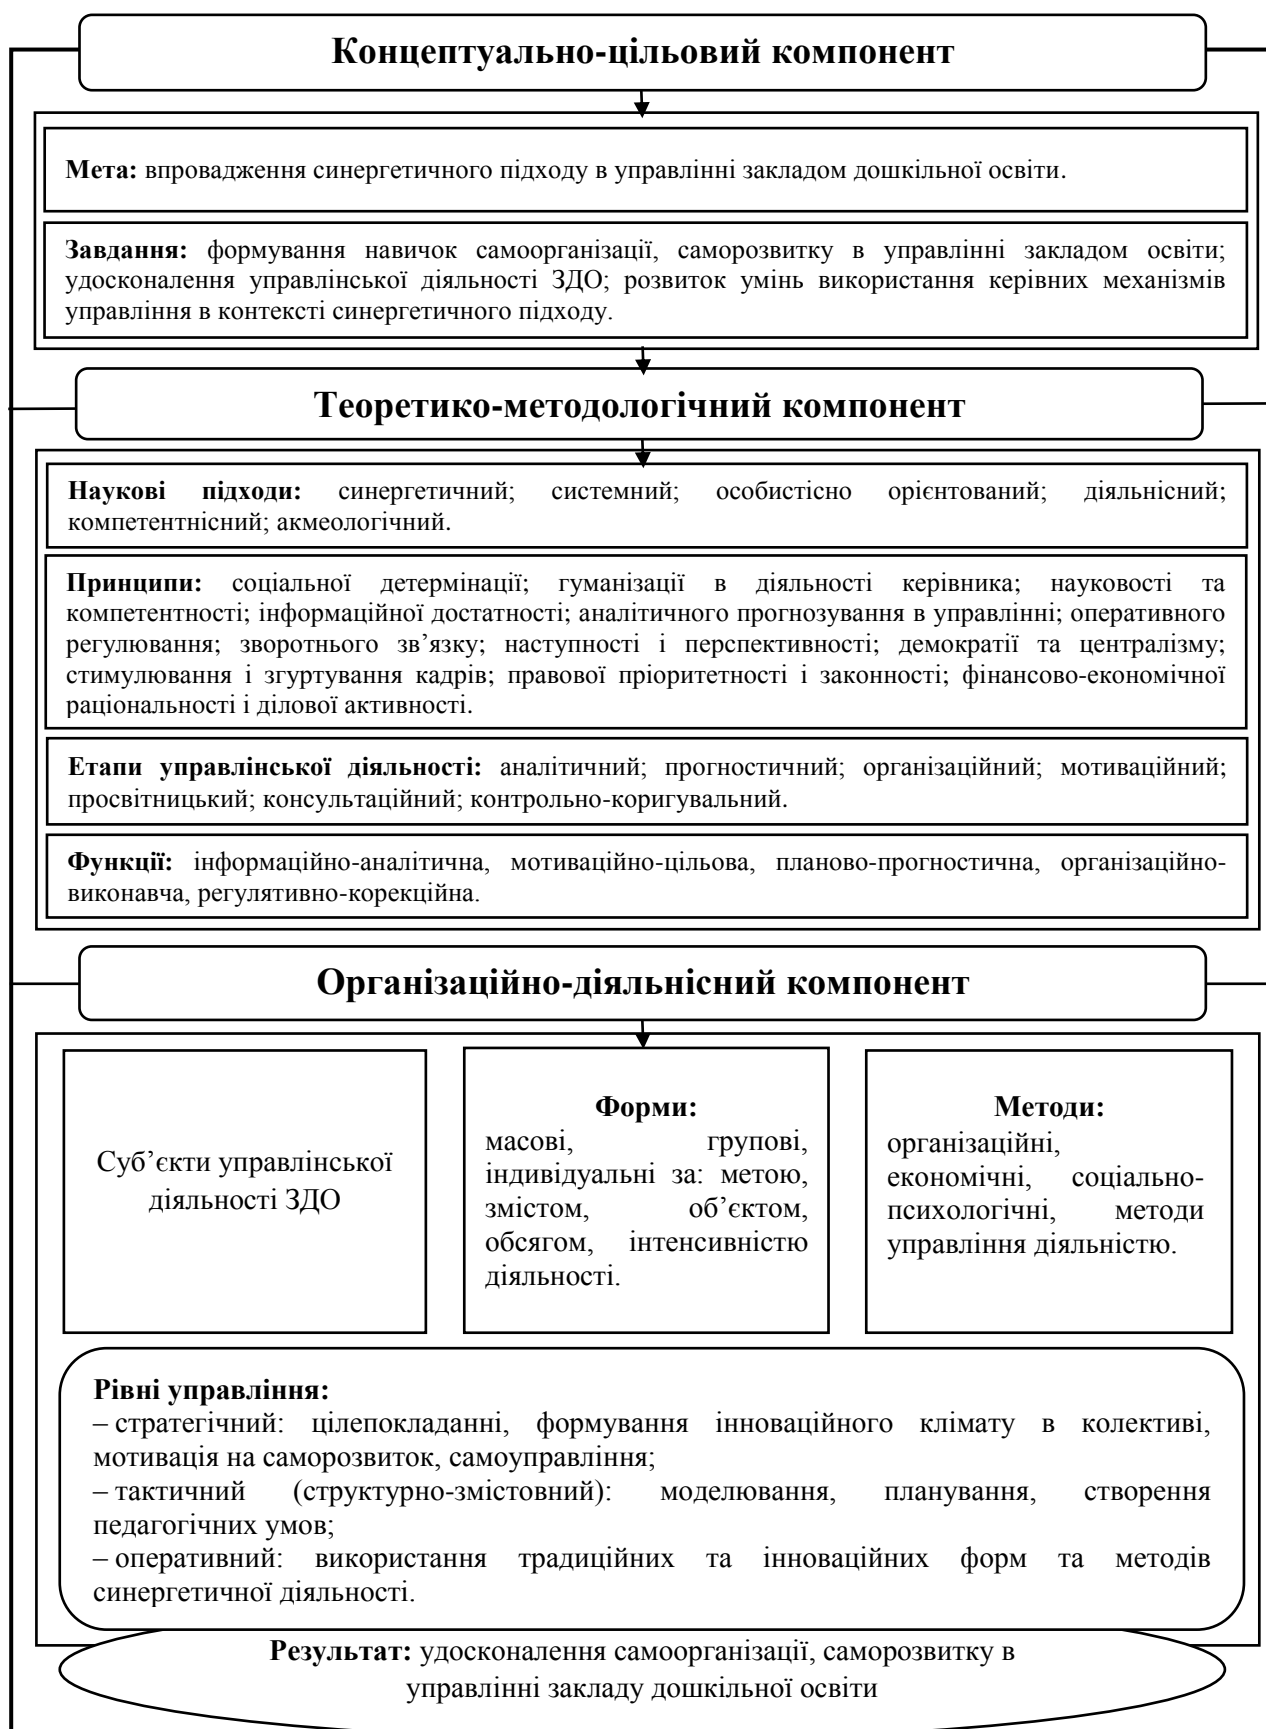 Концептуально-цільовий компонент
Мета: впровадження синергетичного підходу в управлінні закладом дошкільної освіти.
Завдання: формування навичок самоорганізації, саморозвитку в управлінні закладом освіти;
удосконалення управлінської діяльності ЗДО; розвиток умінь використання керівних механізмів
управління в контексті синергетичного підходу.
Теоретико-методологічний компонент
Наукові підходи: синергетичний; системний; особистісно орієнтований; діяльнісний;
компетентнісний; акмеологічний.
Принципи: соціальної детермінації; гуманізації в діяльності керівника; науковості та
компетентності; інформаційної достатності; аналітичного прогнозування в управлінні; оперативного
регулювання; зворотнього зв’язку; наступності і перспективності; демократії та централізму;
стимулювання і згуртування кадрів; правової пріоритетності і законності; фінансово-економічної
раціональності і ділової активності.
Етапи управлінської діяльності: аналітичний; прогностичний; організаційний; мотиваційний;
просвітницький; консультаційний; контрольно-коригувальний.
Функції: інформаційно-аналітична, мотиваційно-цільова, планово-прогностична, організаційно-
виконавча, регулятивно-корекційна.
Організаційно-діяльнісний компонент
Суб’єкти управлінської
діяльності ЗДО
Форми:
масові, групові,
індивідуальні за: метою,
змістом, об’єктом,
обсягом, інтенсивністю
діяльності.
Методи:
організаційні,
економічні, соціально-
психологічні, методи
управління діяльністю.
Рівні управління:
– стратегічний: цілепокладанні, формування інноваційного клімату в колективі,
мотивація на саморозвиток, самоуправління;
– тактичний (структурно-змістовний): моделювання, планування, створення
педагогічних умов;
– оперативний: використання традиційних та інноваційних форм та методів
синергетичної діяльності.
Результат: удосконалення самоорганізації, саморозвитку в
управлінні закладу дошкільної освіти